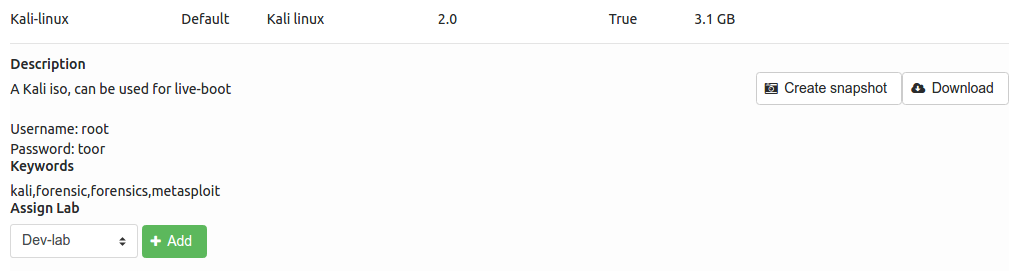 Kali-linux Default Kali linux 2.0 True 3.1 GB
Description
A Kali iso, can be used for live-boot
Create snapshot Download
Username: root
Password: toor
Keywords
kali,forensic,forensics,metasploit
Assign Lab
Dev-lab Add